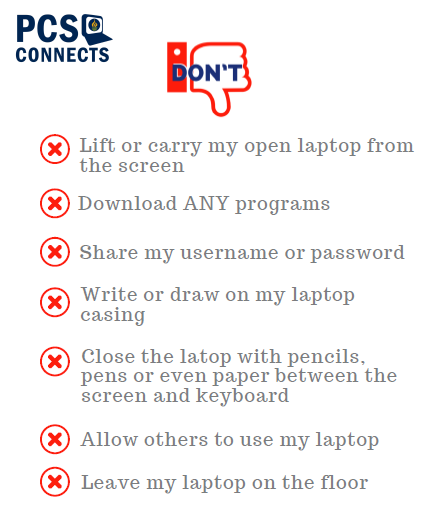 PCS
CONNECTS
DON'T
Lift or carry my open laptop from
the screen
Download ANY programs
Share my username or password
Write or draw on my laptop
casing
Close the latop with pencils,
pens or even paper between the
screen and keyboard
Allow others to use my laptop
Leave my laptop on the floor